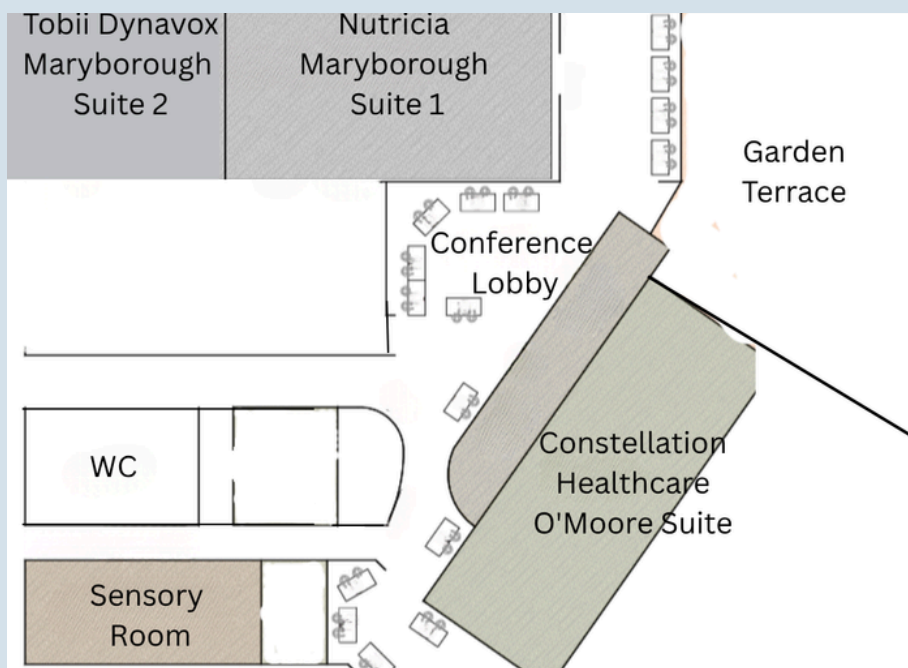 Tobii Dynavox
Maryborough
Suite 2
Nutricia
Maryborough
Suite 1
Garden
Terrace
Conference
Lobby
WC
Constellation
Healthcare
O'Moore Suite
Sensory
Room